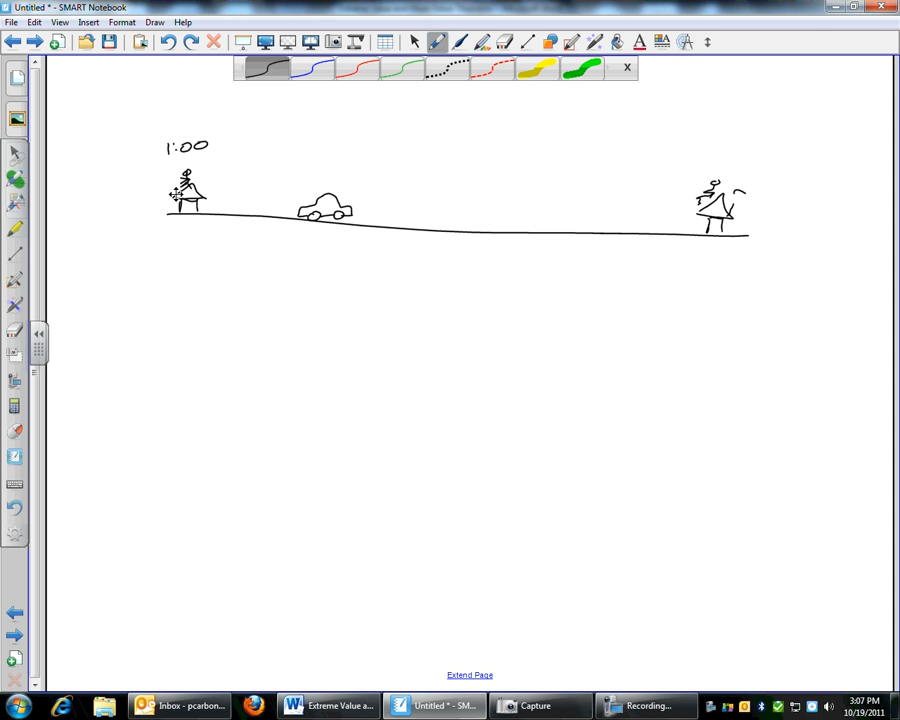 Untitled * - SMART Notebook
File Edit View Insert Format Draw Help
x
1:00
Extend Page
Inbox - pcarbon...
Extreme Value a...
Untitled * - SM...
Capture
Recording...
3:07 PM
10/19/2011